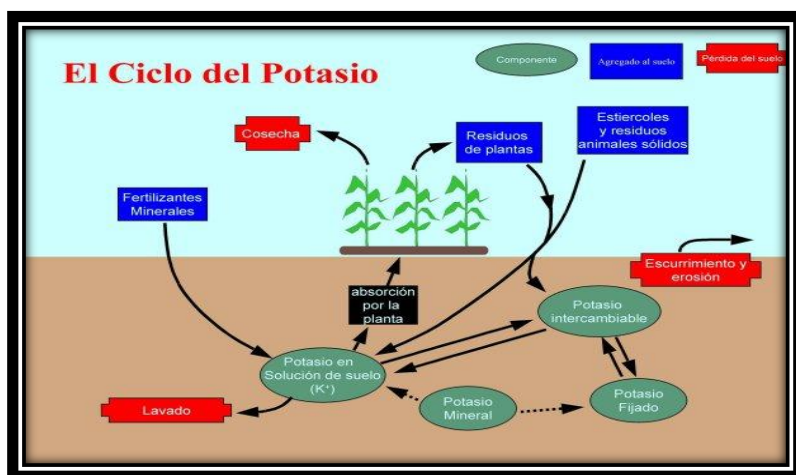 El Ciclo del Potasio
Componente
Agregado al suelo
Pérdida del suelo
Cosecha
Residuos
de plantas
Estiercoles
y residuos
animales sólidos
Fertilizantes
Minerales
Escurrimiento y
erosión
absorción
por la
planta
Potasio
intercambiable
Potasio en
Solución de suelo
(K⁺)
Lavado
Potasio
Mineral
Potasio
Fijado